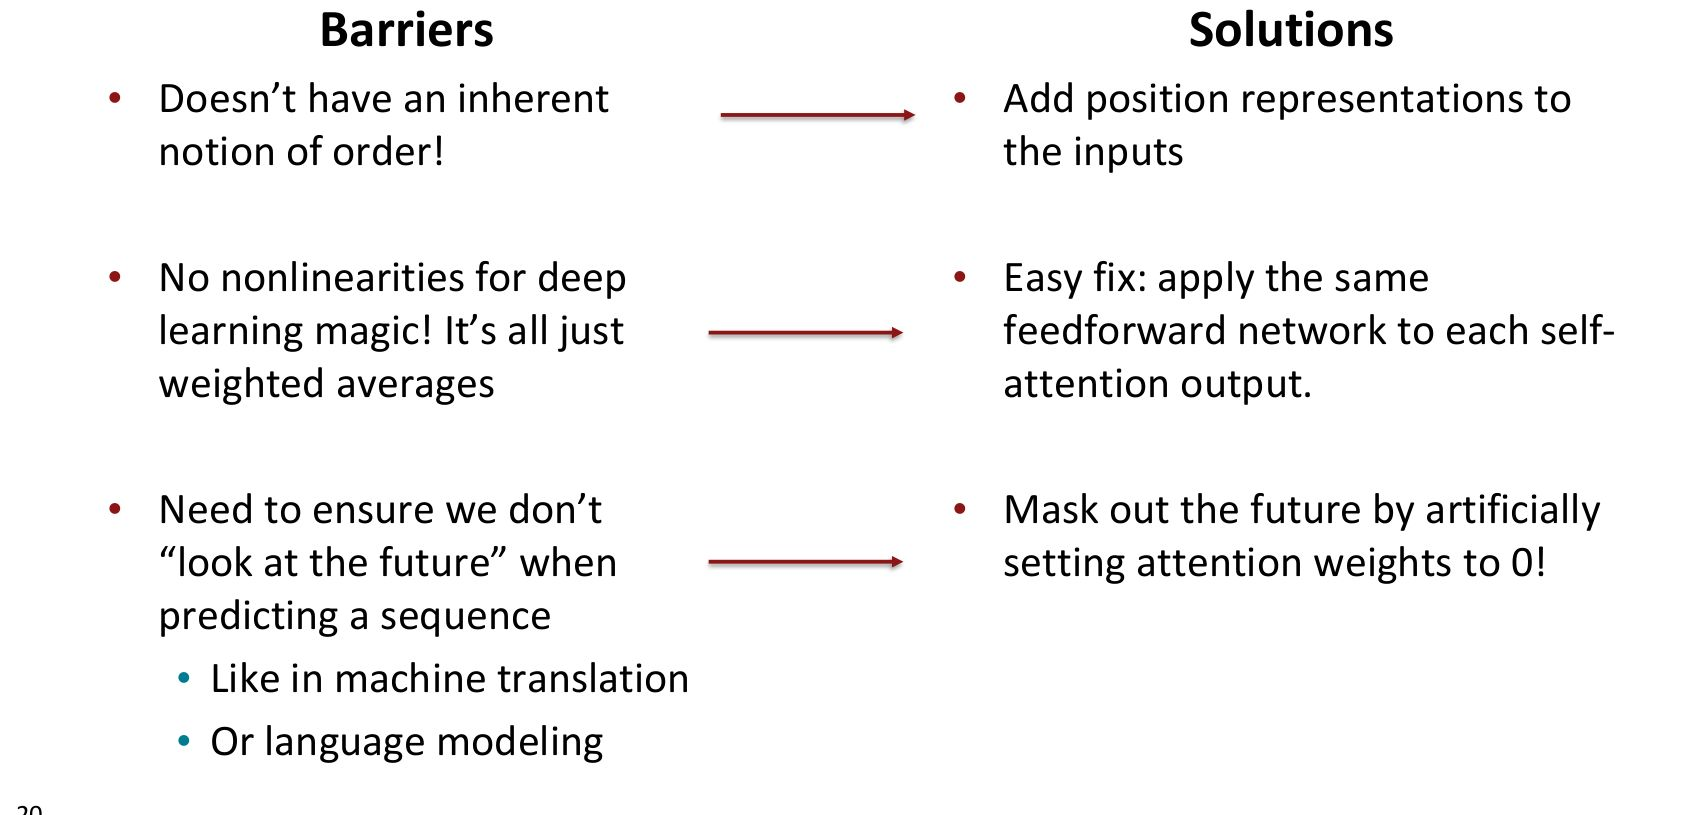 Barriers
• Doesn’t have an inherent
notion of order!
• No nonlinearities for deep
learning magic! It’s all just
weighted averages
• Need to ensure we don’t
“look at the future” when
predicting a sequence
• Like in machine translation
• Or language modeling
Solutions
• Add position representations to
the inputs
• Easy fix: apply the same
feedforward network to each self-
attention output.
• Mask out the future by artificially
setting attention weights to 0!
20